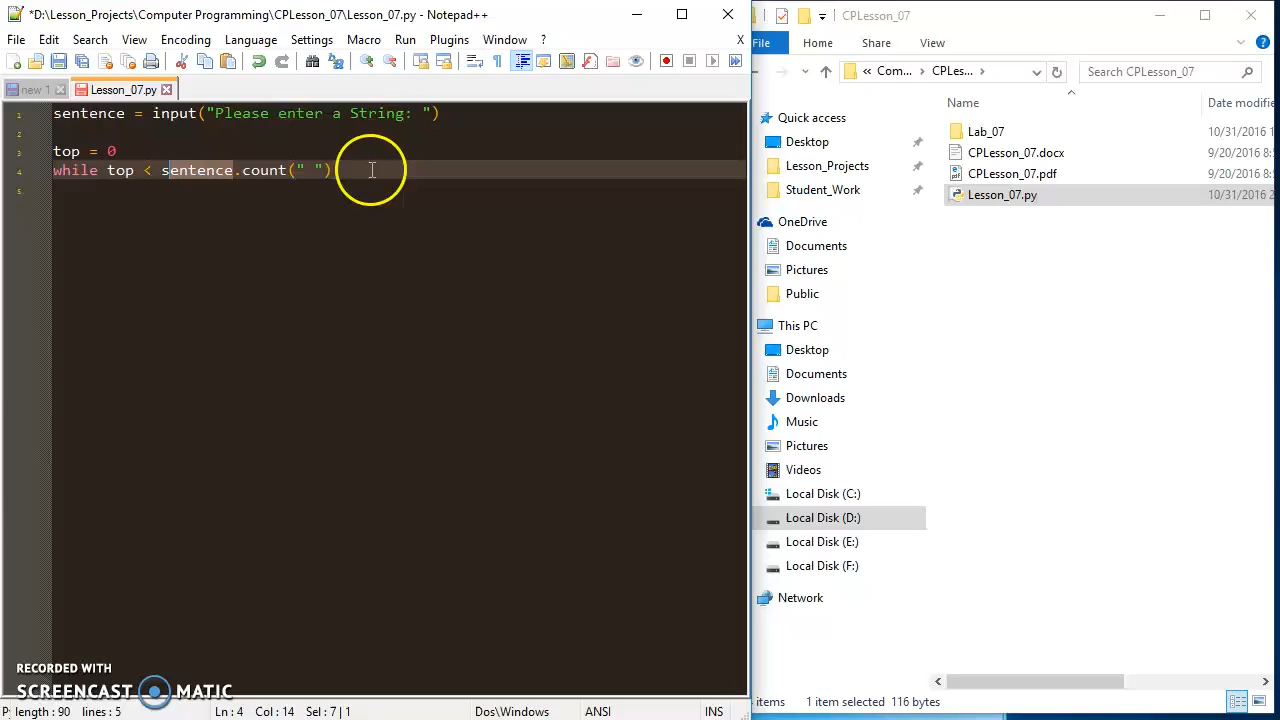 *D:\Lesson_Projects\Computer Programming\CPLesson_07\Lesson_07.py - Notepad++
File Edit Search View Encoding Language Settings Macro Run Plugins Window ? X
new 1 Lesson_07.py
1 sentence = input("Please enter a String: ")
2
3 top = 0
4 while top < sentence.count(" ")
5
RECORDED WITH
SCREENCAST MATIC
length: 90 lines: 5 Ln: 4 Col: 14 Sel: 7 | 1 Dos\Windows ANSI INS
CPLesson_07
File Home Share View
« Com... › CPLes... › Search CPLesson_07
Name Date modifie
Quick access
Desktop
Lesson_Projects
Student_Work
OneDrive
Documents
Pictures
Public
This PC
Desktop
Documents
Downloads
Music
Pictures
Videos
Local Disk (C:)
Local Disk (D:)
Local Disk (E:)
Local Disk (F:)
Network
Lab_07 10/31/2016
CPLesson_07.docx 9/20/2016 8
CPLesson_07.pdf 9/20/2016 8
Lesson_07.py 10/31/2016 2
items 1 item selected 116 bytes